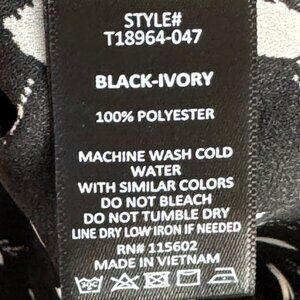 STYLE#
T18964-047
BLACK-IVORY
100% POLYESTER
MACHINE WASH COLD
WATER
WITH SIMILAR COLORS
DO NOT BLEACH
DO NOT TUMBLE DRY
LINE DRY LOW IRON IF NEEDED
RN# 115602
MADE IN VIETNAM
30C